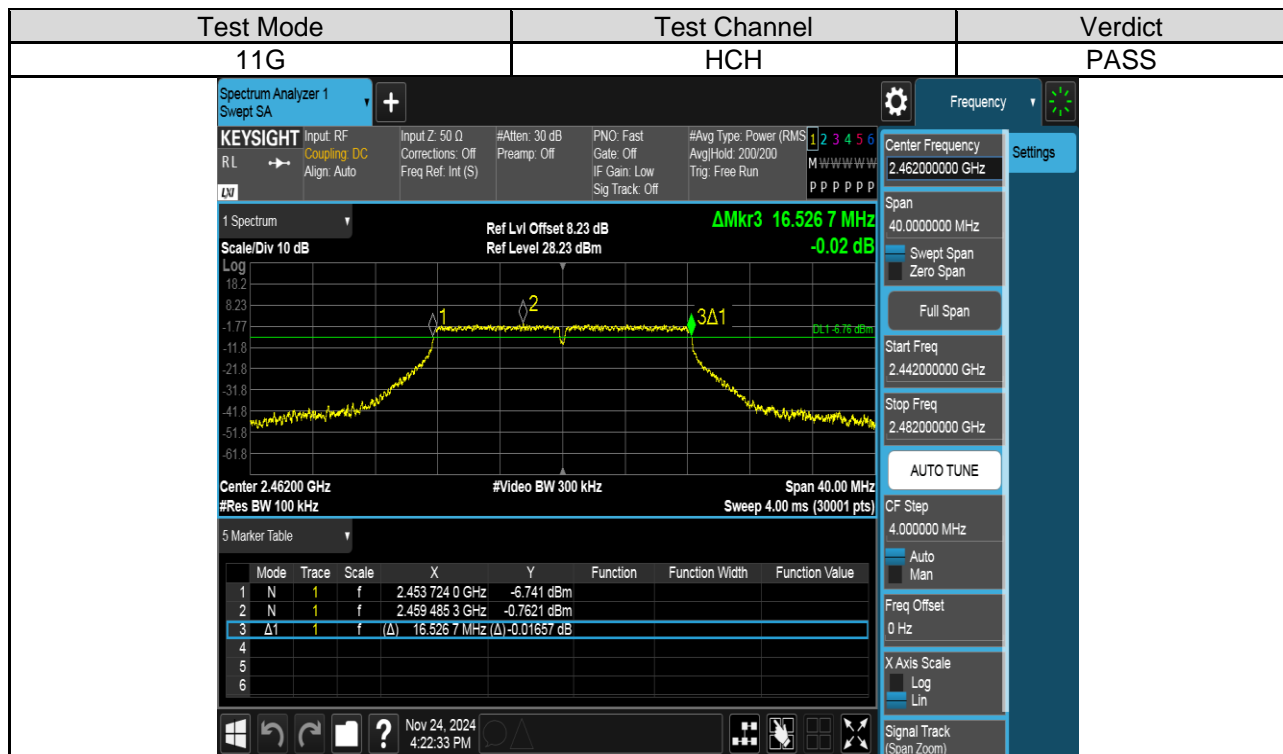 Test Mode Test Channel Verdict
11G HCH PASS
Spectrum Analyzer 1
Swept SA
+
Frequency
KEYSIGHT Input: RF Input Z: 50 Ω #Atten: 30 dB PNO: Fast #Avg Type: Power (RMS 1 2 3 4 5 6
R L Coupling: DC Corrections: Off Preamp: Off Gate: Off Avg|Hold: 200/200 M W W W W W
Align: Auto Freq Ref: Int (S) IF Gain: Low Trig: Free Run
LXI Sig Track: Off P P P P P P
1 Spectrum
Ref Lvl Offset 8.23 dB ΔMkr3 16.526 7 MHz
Scale/Div 10 dB Ref Level 28.23 dBm -0.02 dB
Log
18.2
8.23
-1.77
-11.8
-21.8
-31.8
-41.8
-51.8
-61.8
1 2 3Δ1
DL1 -6.76 dBm
Center 2.46200 GHz #Video BW 300 kHz Span 40.00 MHz
#Res BW 100 kHz Sweep 4.00 ms (30001 pts)
5 Marker Table
Mode Trace Scale X Y Function Function Width Function Value
1 N 1 f 2.453 724 0 GHz -6.741 dBm
2 N 1 f 2.459 485 3 GHz -0.7621 dBm
3 Δ1 1 f (Δ) 16.526 7 MHz (Δ) -0.01657 dB
4
5
6
?
Nov 24, 2024
4:22:33 PM
Center Frequency
2.462000000 GHz
Settings
Span
40.0000000 MHz
Swept Span
Zero Span
Full Span
Start Freq
2.442000000 GHz
Stop Freq
2.482000000 GHz
AUTO TUNE
CF Step
4.000000 MHz
Auto
Man
Freq Offset
0 Hz
X Axis Scale
Log
Lin
Signal Track
(Span Zoom)